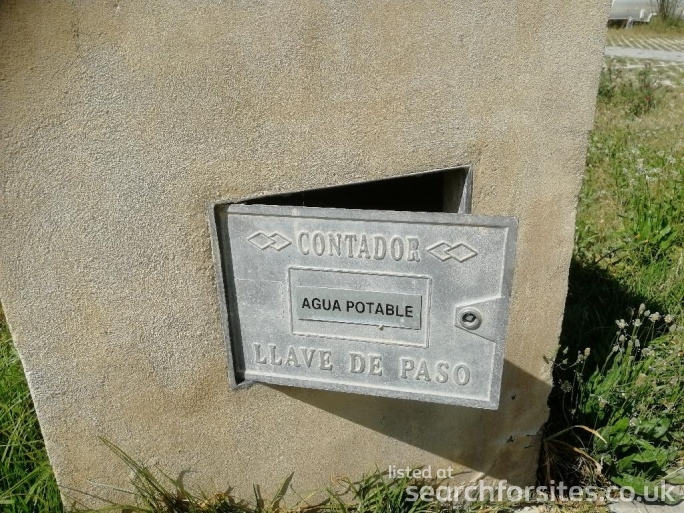 CONTADOR
AGUA POTABLE
LLAVE DE PASO
listed at
searchforsites.co.uk